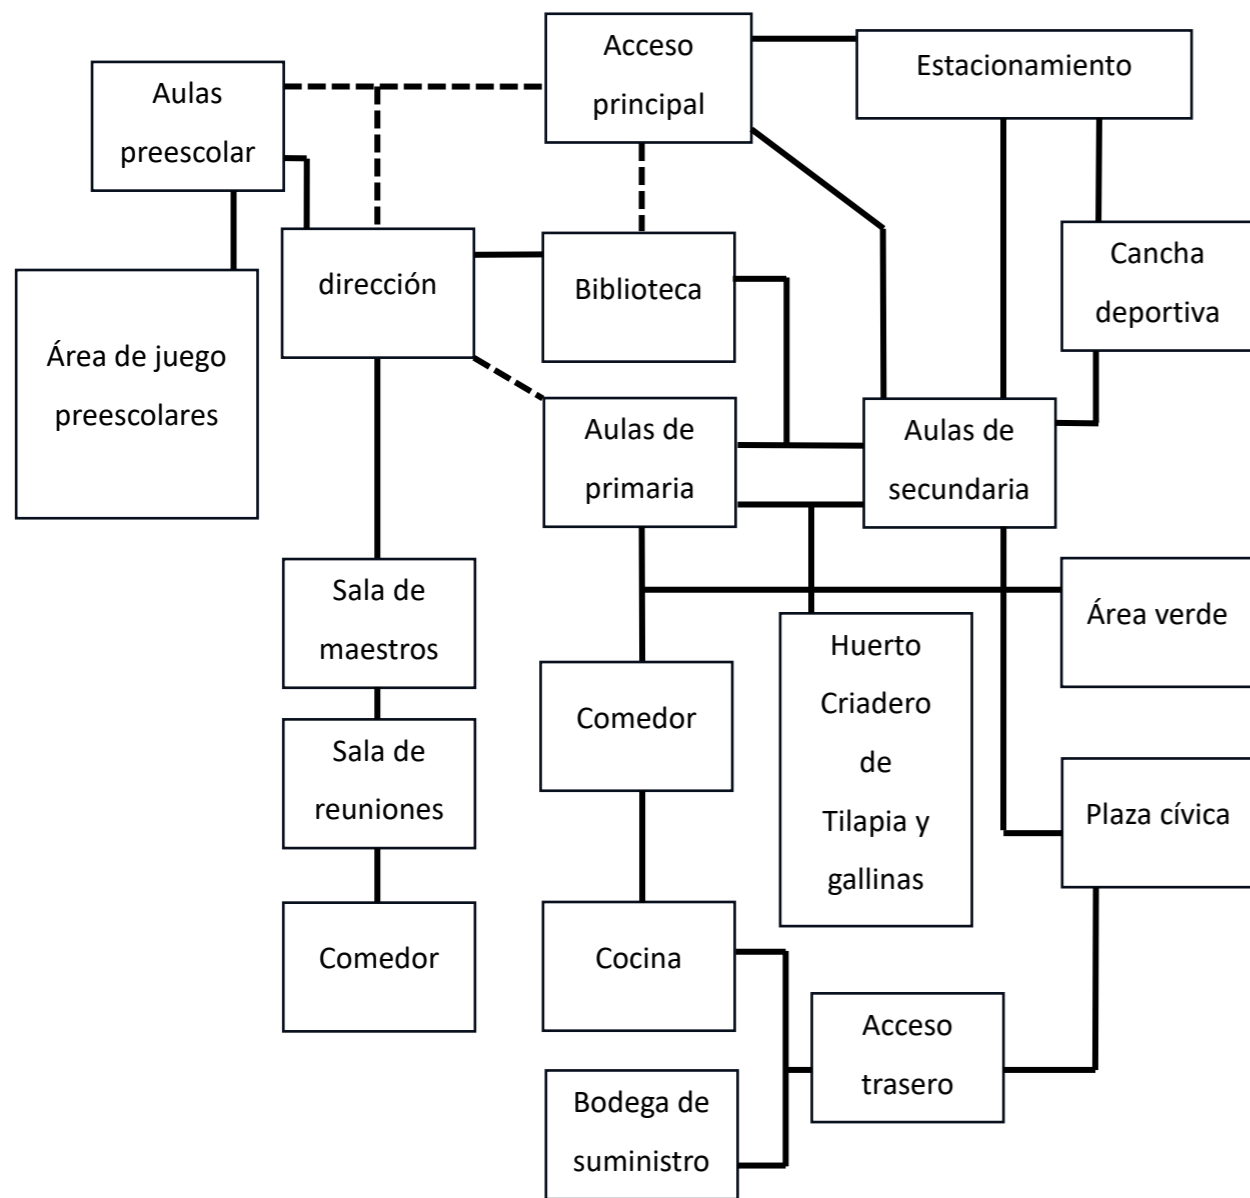 Acceso
principal
Estacionamiento
Aulas
preescolar
dirección
Biblioteca
Cancha
deportiva
Área de juego
preescolares
Aulas de
primaria
Aulas de
secundaria
Sala de
maestros
Área verde
Huerto
Criadero
de
Tilapia y
gallinas
Comedor
Sala de
reuniones
Plaza cívica
Comedor
Cocina
Acceso
trasero
Bodega de
suministro